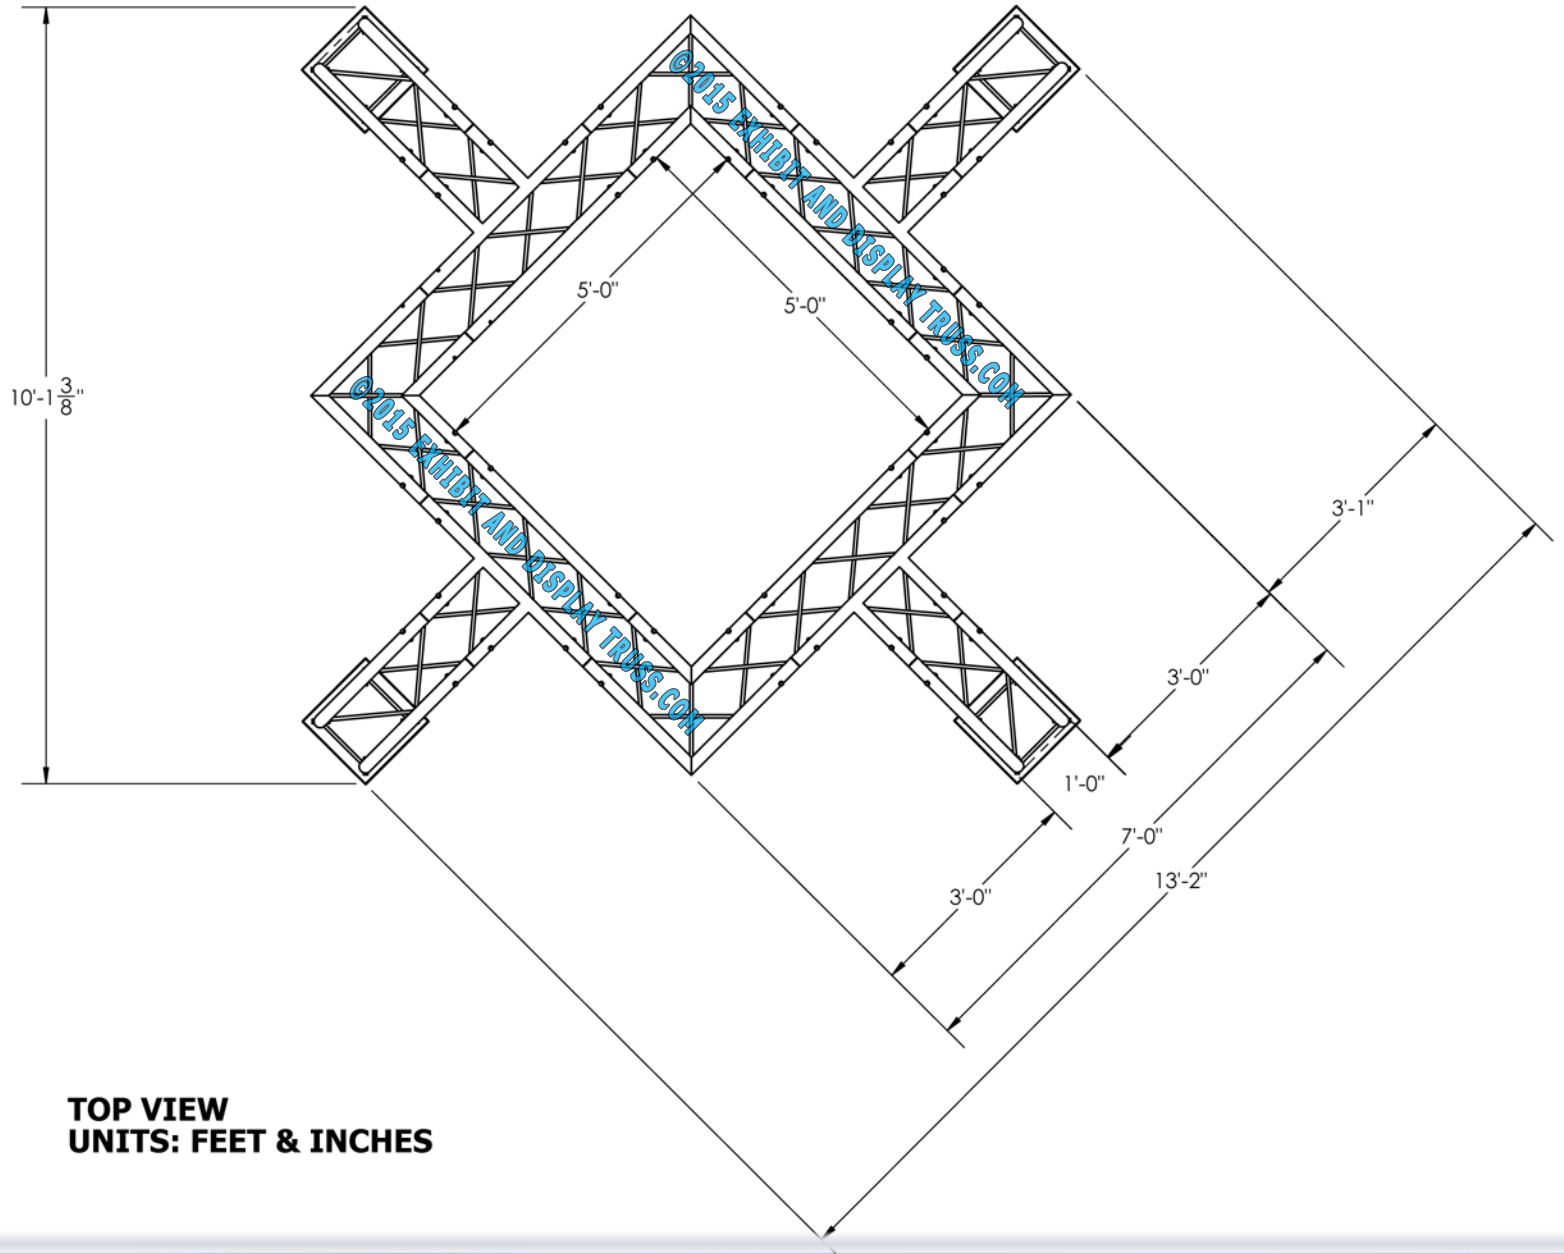 ©2015 EXHIBIT AND DISPLAY TRUSS.COM
5'-0"
5'-0"
10'-1 3/8"
©2015 EXHIBIT AND DISPLAY TRUSS.COM
3'-1"
3'-0"
1'-0"
7'-0"
13'-2"
3'-0"
TOP VIEW
UNITS: FEET & INCHES